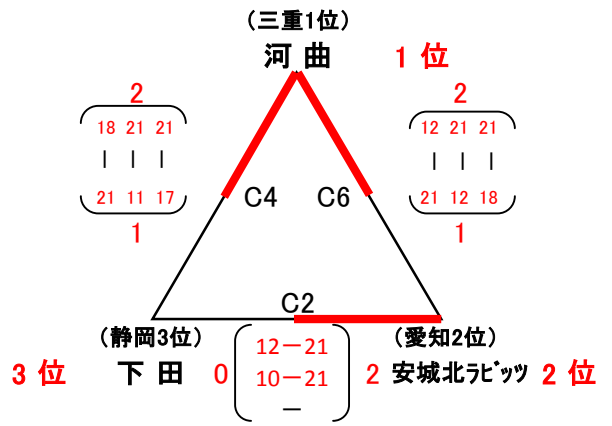 （三重1位）
河 曲 1 位
2 2
18 21 21 12 21 21
| | | | | |
21 11 17 21 12 18
1 1
C4 C6
C2
（静岡3位） （愛知2位）
12－21
3 位 下 田 0 10－21 2 安城北ﾗﾋﾞｯﾂ 2 位
－